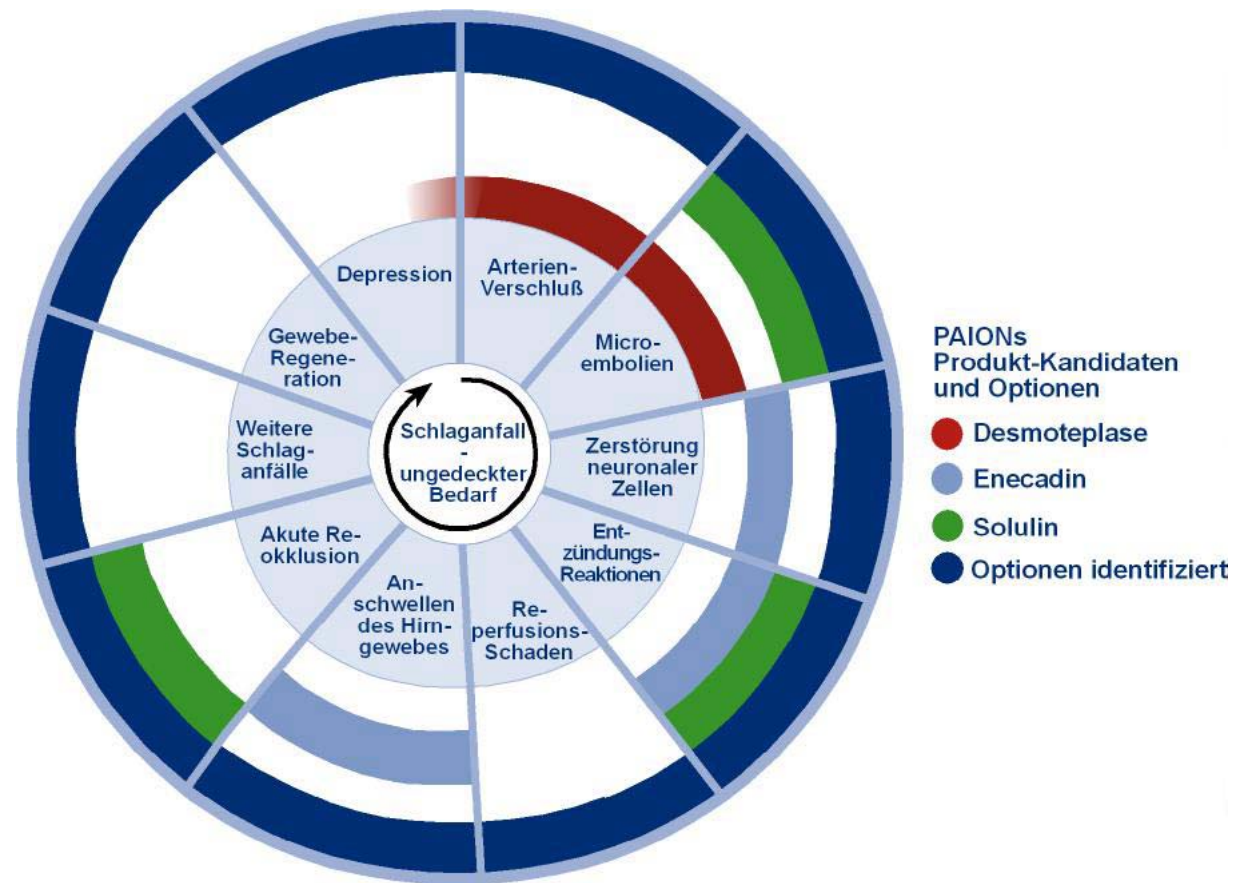 Depression
Arterien-
Verschluß
Gewebe-
Regene-
ration
Micro-
embolien
Weitere
Schlag-
anfälle
Schlaganfall
-
ungedeckter
Bedarf
Zerstörung
neuronaler
Zellen
Akute Re-
okklusion
Ent-
zündungs-
Reaktionen
An-
schwellen
des Hirn-
gewebes
Re-
perfusions-
Schaden
PAIONs
Produkt-Kandidaten
und Optionen
Desmoteplase
Enecadin
Solulin
Optionen identifiziert